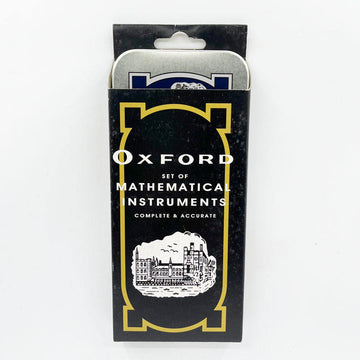 OXFORD
SET OF
MATHEMATICAL
INSTRUMENTS
COMPLETE & ACCURATE